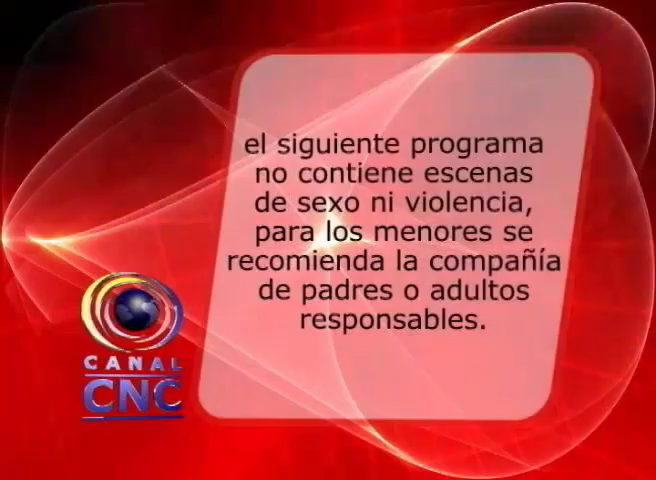 el siguiente programa
no contiene escenas
de sexo ni violencia,
para los menores se
recomienda la compañía
de padres o adultos
responsables.
CANAL
CNC